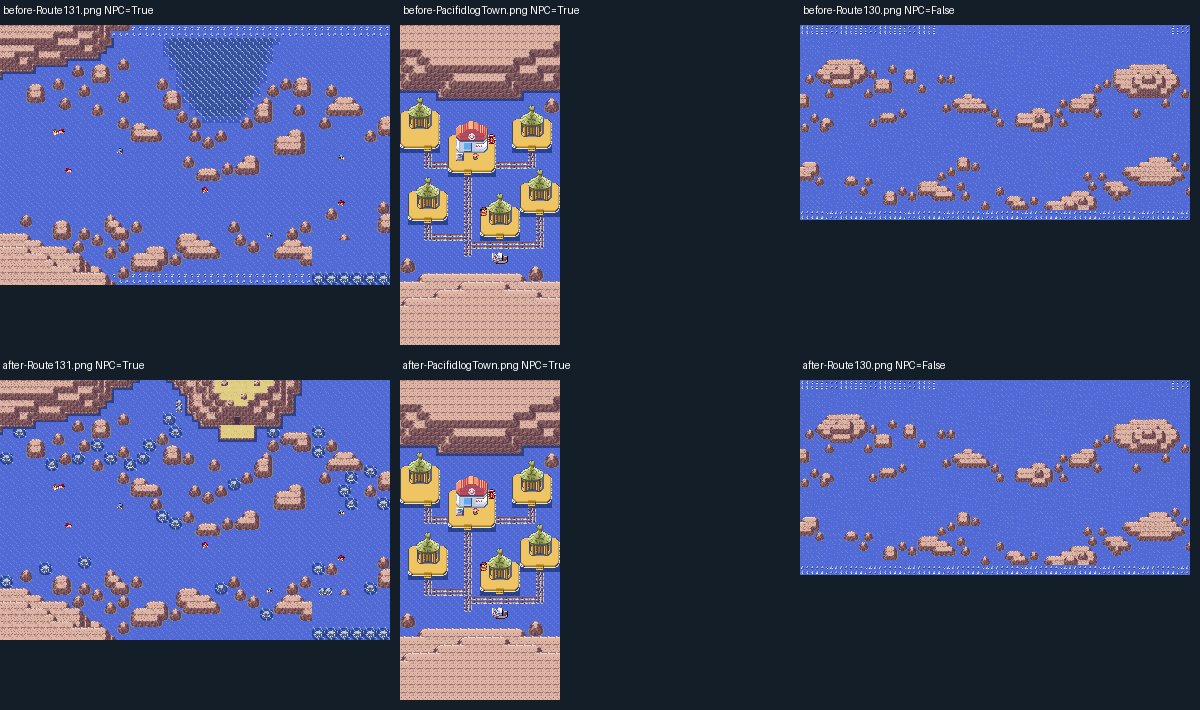 before-Route131.png NPC=True
before-PacifidlogTown.png NPC=True
before-Route130.png NPC=False
after-Route131.png NPC=True
after-PacifidlogTown.png NPC=True
after-Route130.png NPC=False